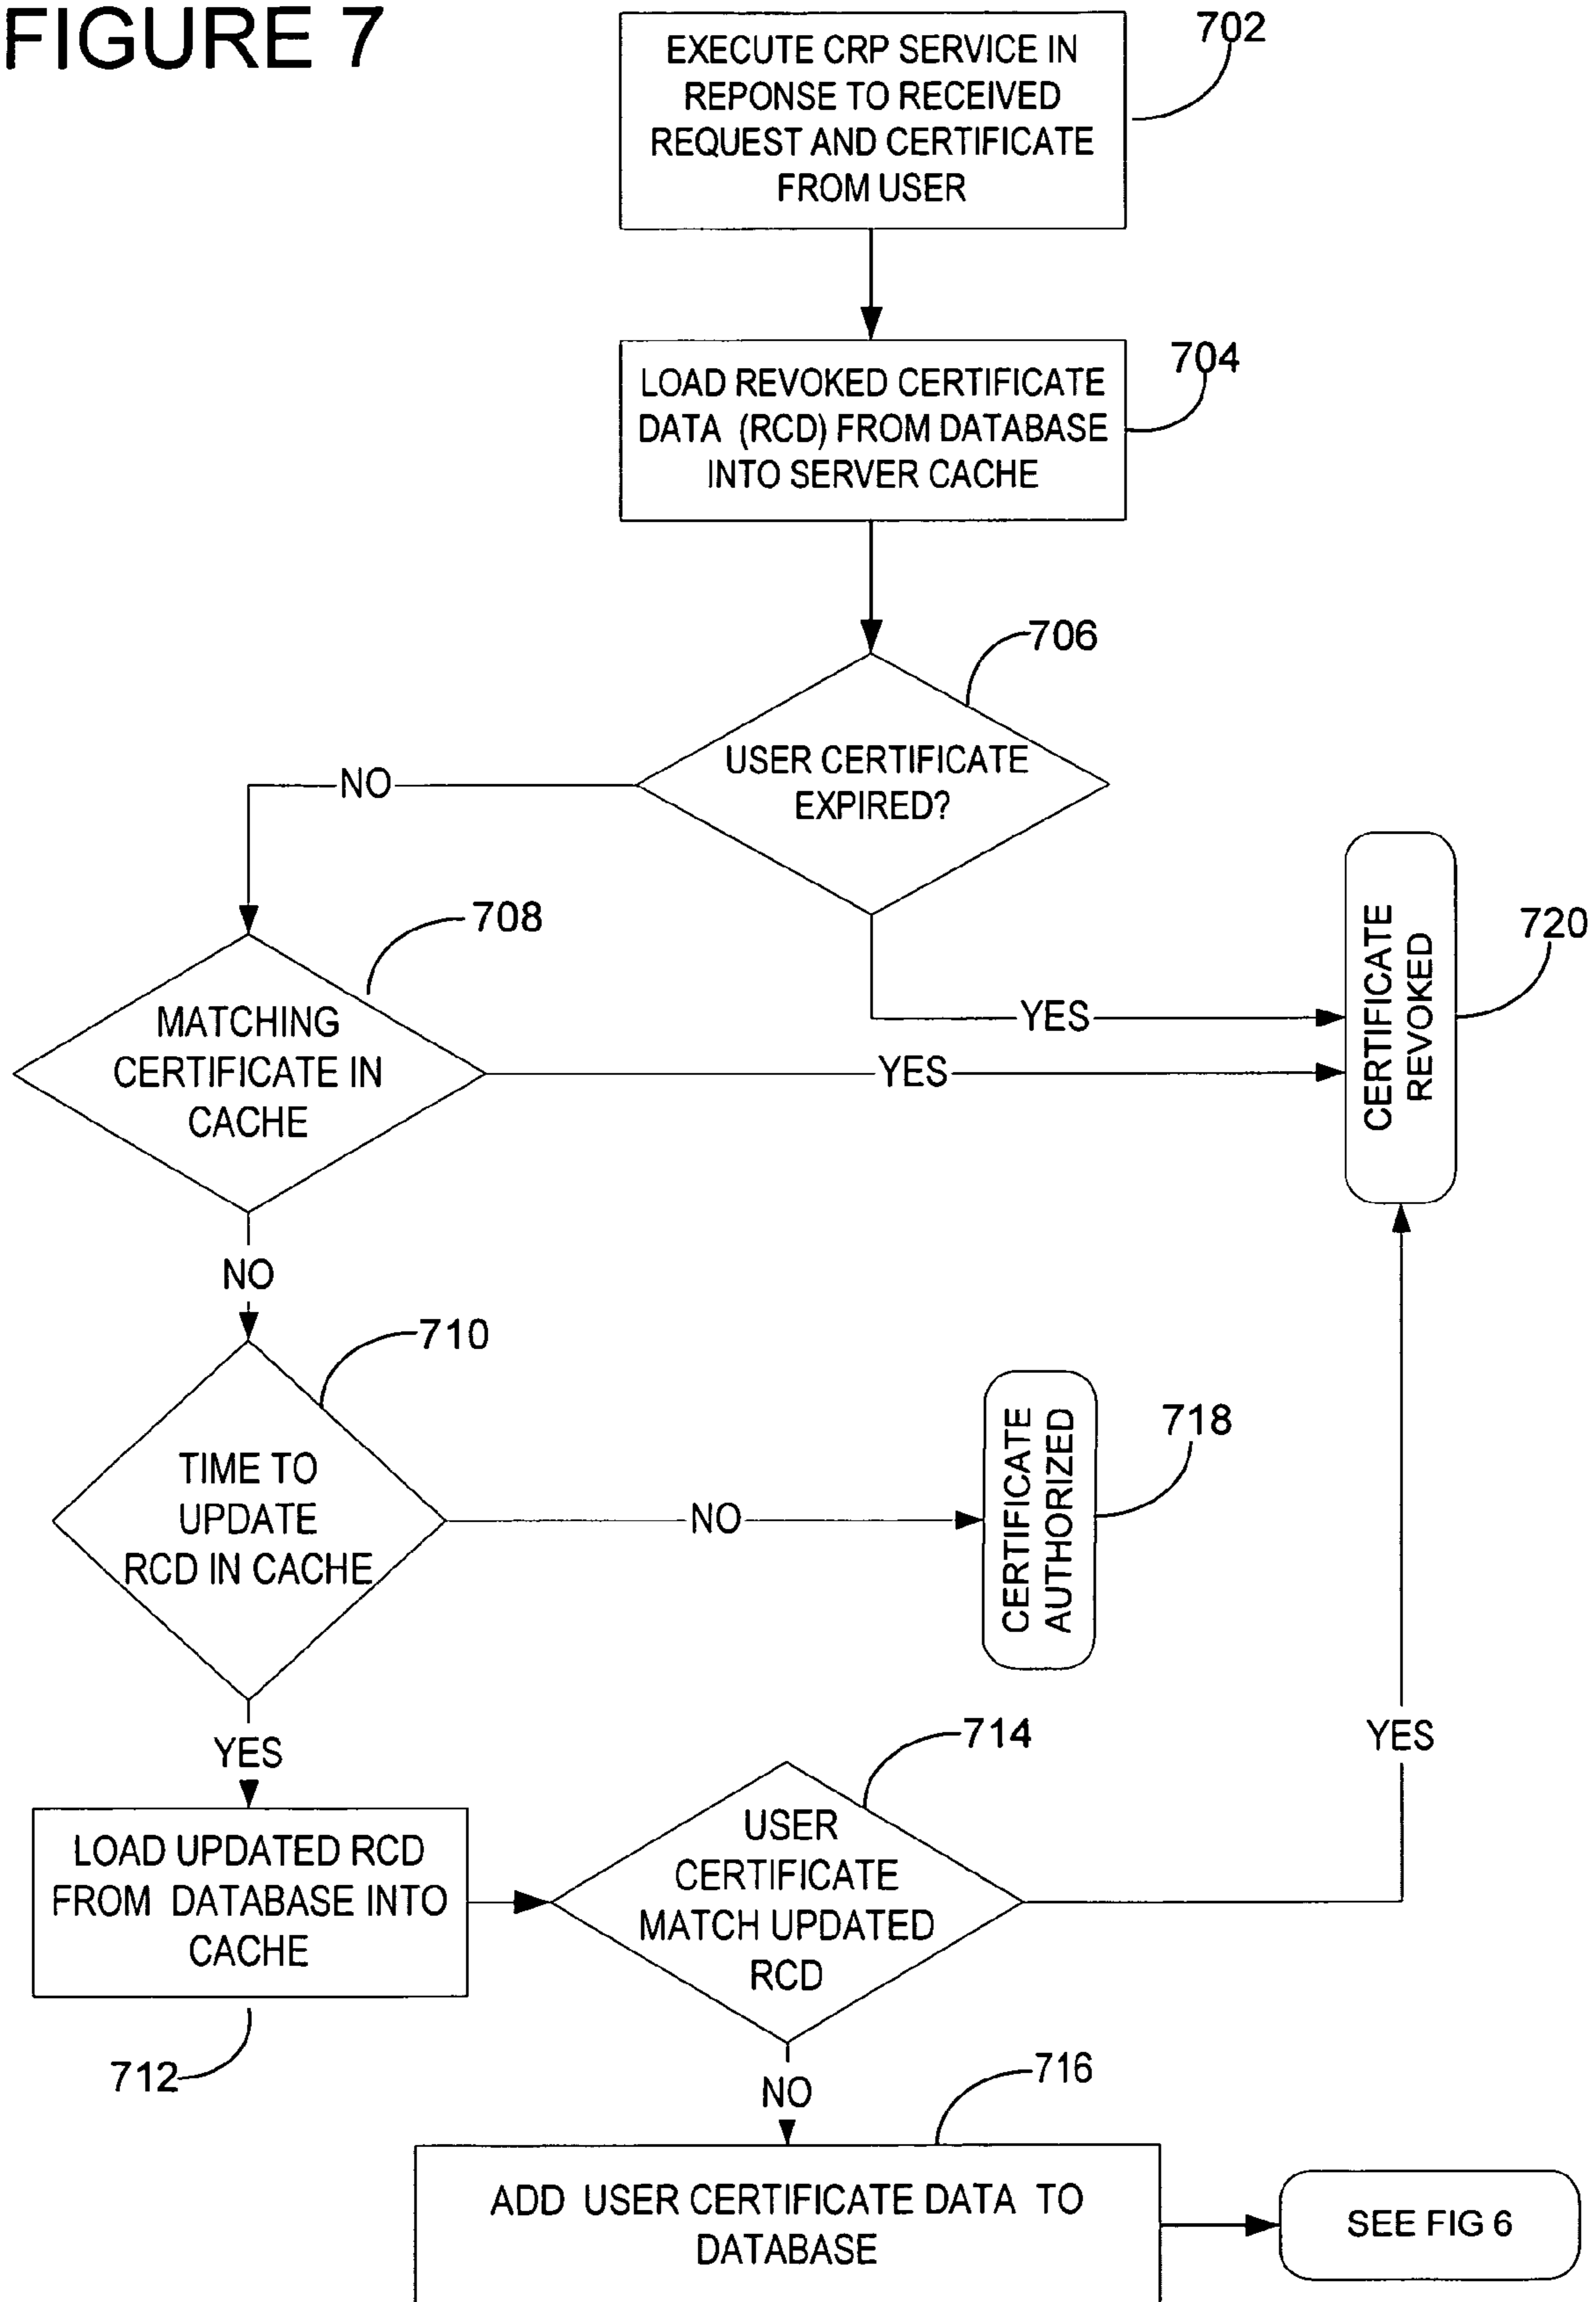 FIGURE 7
702
EXECUTE CRP SERVICE IN
REPONSE TO RECEIVED
REQUEST AND CERTIFICATE
FROM USER
704
LOAD REVOKED CERTIFICATE
DATA (RCD) FROM DATABASE
INTO SERVER CACHE
706
USER CERTIFICATE
EXPIRED?
NO
708
MATCHING
CERTIFICATE IN
CACHE
YES
YES
CERTIFICATE
REVOKED
720
NO
710
TIME TO
UPDATE
RCD IN CACHE
NO
CERTIFICATE
AUTHORIZED
718
YES
LOAD UPDATED RCD
FROM DATABASE INTO
CACHE
712
714
USER
CERTIFICATE
MATCH UPDATED
RCD
YES
NO
716
ADD USER CERTIFICATE DATA TO
DATABASE
SEE FIG 6